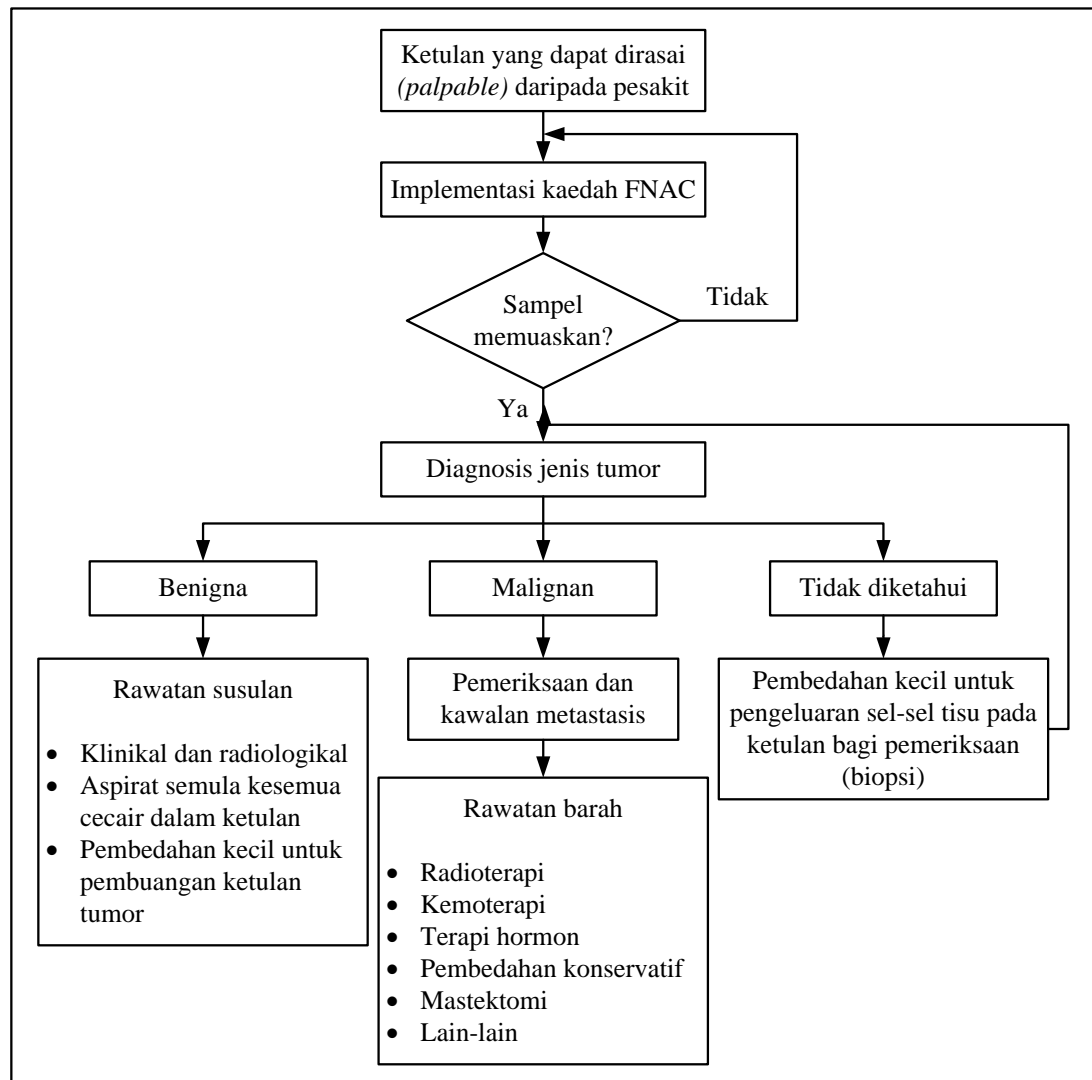 Ketulan yang dapat dirasai
(palpable) daripada pesakit
Implementasi kaedah FNAC
Sampel
memuaskan?
Tidak
Ya
Diagnosis jenis tumor
Benigna
Malignan
Tidak diketahui
Rawatan susulan
• Klinikal dan radiologikal
• Aspirat semula kesemua
cecair dalam ketulan
• Pembedahan kecil untuk
pembuangan ketulan
tumor
Pemeriksaan dan
kawalan metastasis
Rawatan barah
• Radioterapi
• Kemoterapi
• Terapi hormon
• Pembedahan konservatif
• Mastektomi
• Lain-lain
Pembedahan kecil untuk
pengeluaran sel-sel tisu pada
ketulan bagi pemeriksaan
(biopsi)